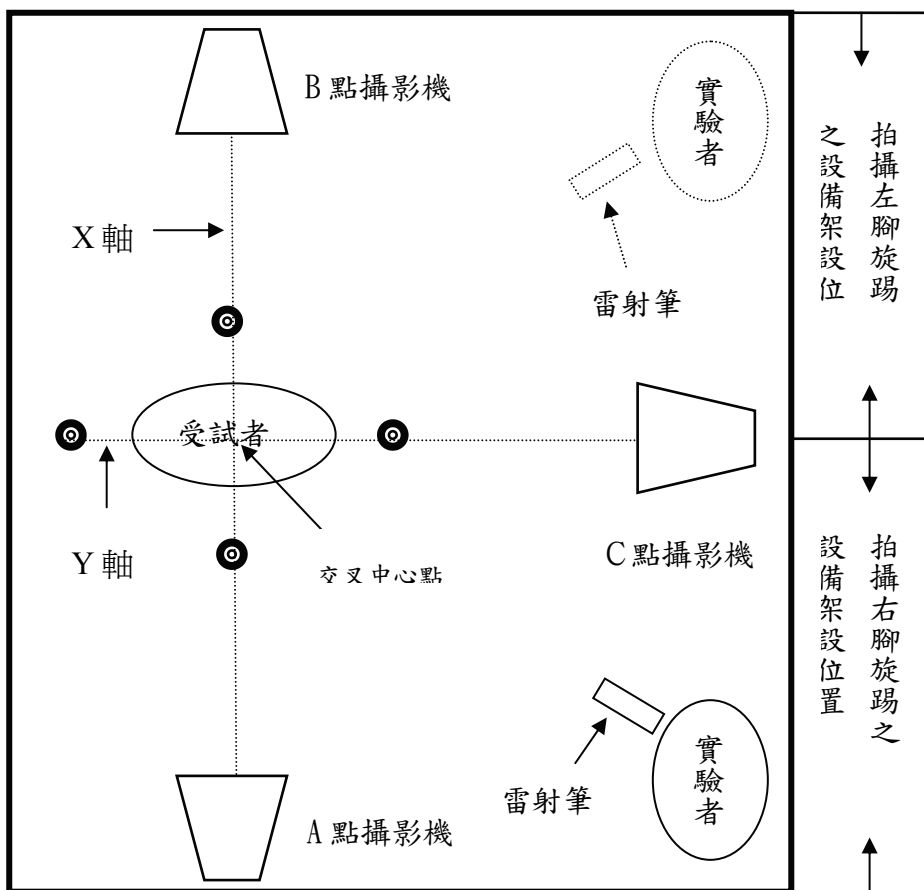 B點攝影機
實驗者
X軸
雷射筆
受試者
Y軸
交叉中心點
C點攝影機
雷射筆
實驗者
A點攝影機
拍攝左腳旋踢
之設備架設位
拍攝右腳旋踢之
設備架設位置